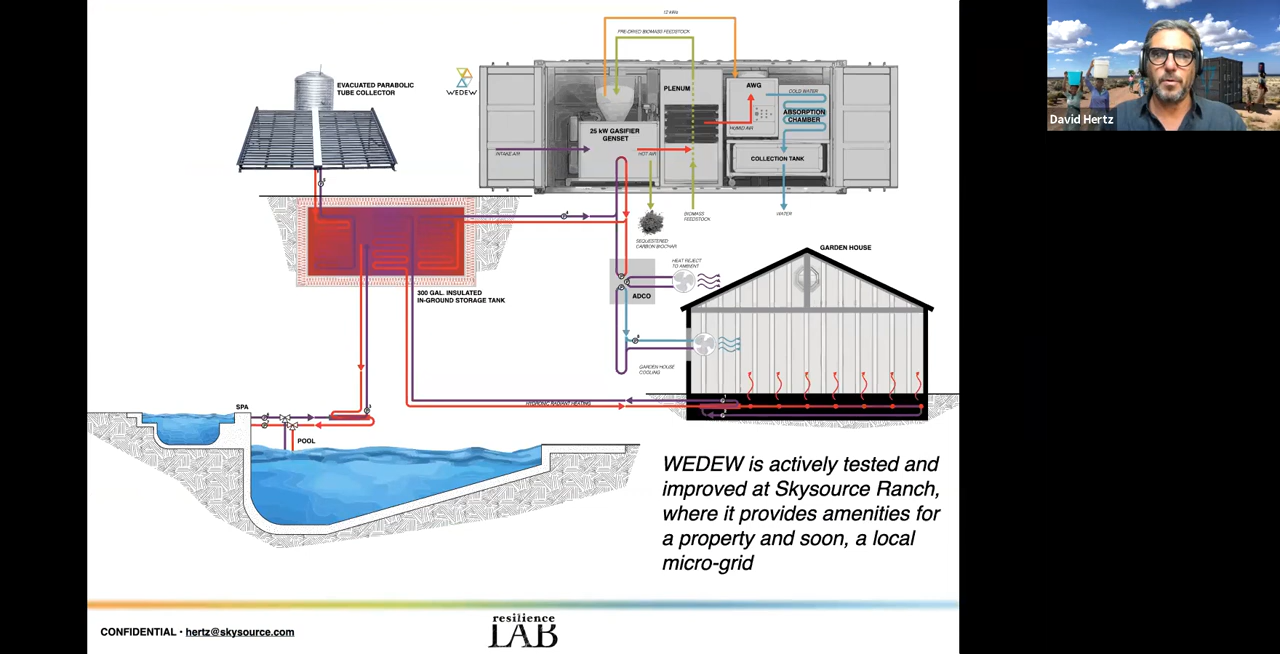 12 kWh
PRE-DRIED BIOMASS FEEDSTOCK
EVACUATED PARABOLIC
TUBE COLLECTOR
WEDEW
PLENUM
AWG
COLD WATER
ABSORPTION
CHAMBER
HUMID AIR
25 kW GASIFIER
GENSET
INTAKE AIR
HOT AIR
COLLECTION TANK
BIOMASS
FEEDSTOCK
WATER
SEQUESTERED
CARBON BIOCHAR
GARDEN HOUSE
HEAT REJECT
TO AMBIENT
ADCO
300 GAL. INSULATED
IN-GROUND STORAGE TANK
GARDEN HOUSE
COOLING
HYDRONIC RADIANT HEATING
SPA
POOL
WEDEW is actively tested and
improved at Skysource Ranch,
where it provides amenities for
a property and soon, a local
micro-grid
CONFIDENTIAL · hertz@skysource.com
resilience
LAB
David Hertz